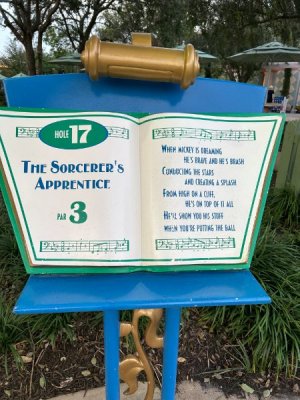 HOLE 17
THE SORCERER'S
APPRENTICE
PAR 3
WHEN MICKEY IS DREAMING
HE'S BRAVE AND HE'S BRASH
CONDUCTING THE STARS
AND CREATING A SPLASH
FROM HIGH ON A CLIFF,
HE'S ON TOP OF IT ALL
HE'LL SHOW YOU HIS STUFF
WHEN YOU'RE PUTTING THE BALL